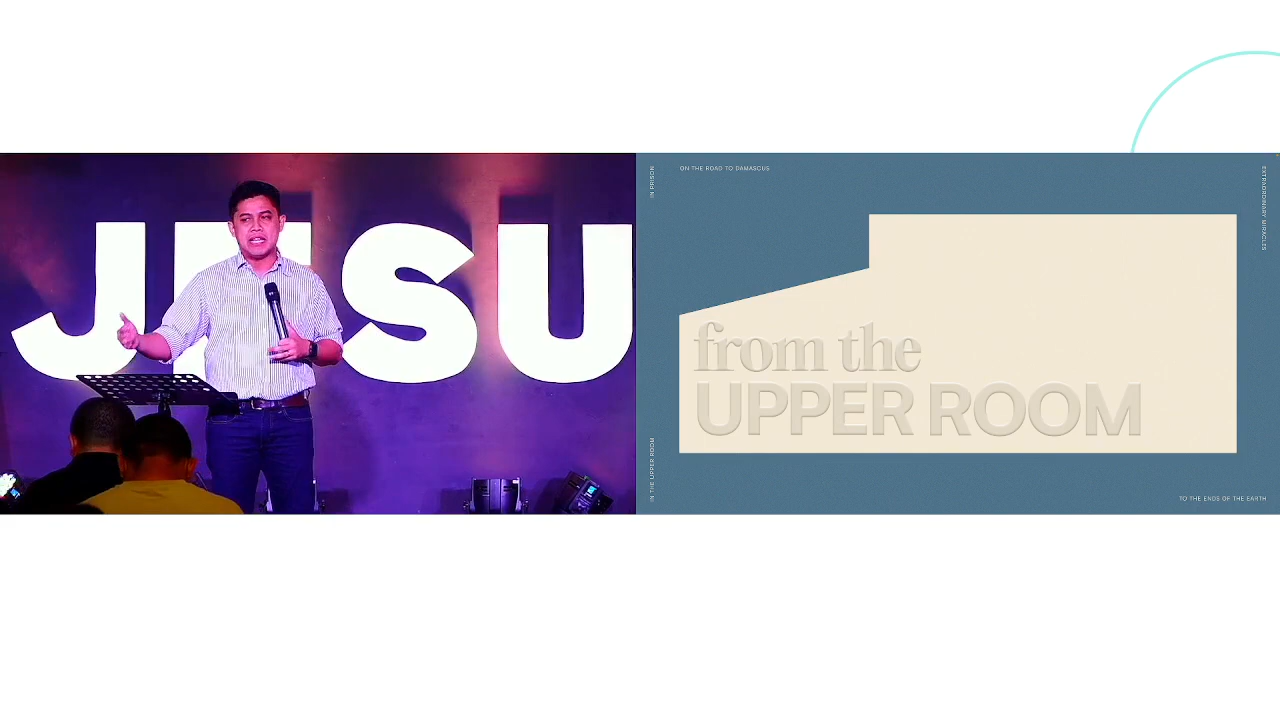 JESU
IN PRISON
ON THE ROAD TO DAMASCUS
EXTRAORDINARY MIRACLES
from the
UPPER ROOM
IN THE UPPER ROOM
TO THE ENDS OF THE EARTH